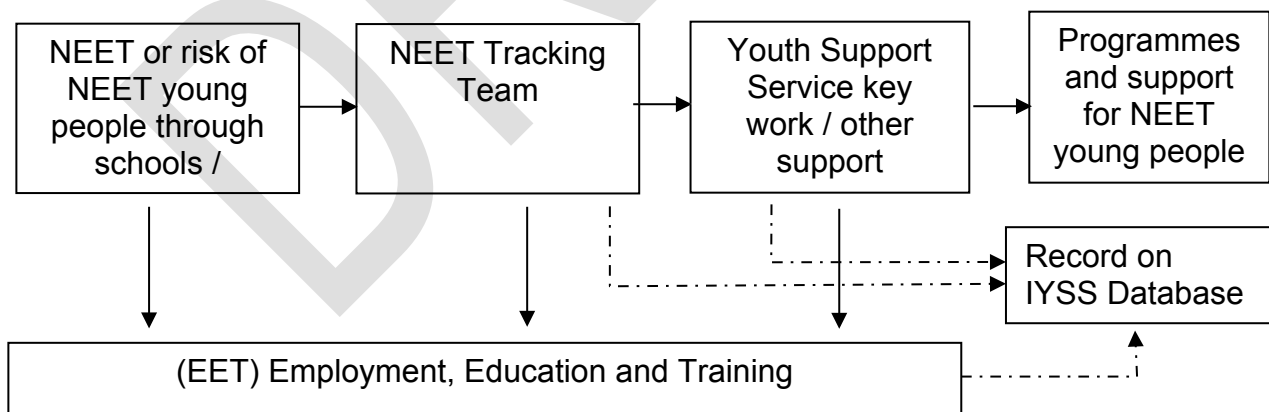 NEET or risk of
NEET young
people through
schools /
NEET Tracking
Team
Youth Support
Service key
work / other
support
Programmes
and support
for NEET
young people
Record on
IYSS Database
(EET) Employment, Education and Training